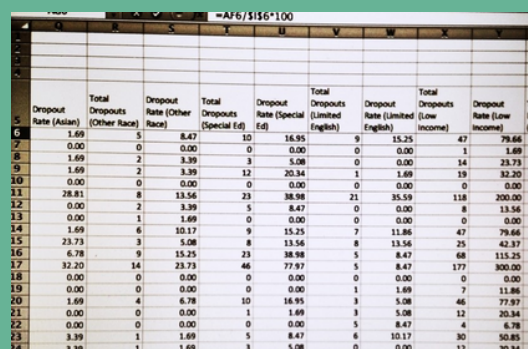 =AF6/$I$6*100
Q R S T U V W X Y
5 Dropout Rate (Asian) Total Dropouts (Other Race) Dropout Rate (Other Race) Total Dropouts (Special Ed) Dropout Rate (Special Ed) Total Dropouts (Limited English) Dropout Rate (Limited English) Total Dropouts (Low Income) Dropout Rate (Low Income)
6 1.69 5 8.47 10 16.95 9 15.25 47 79.66
7 0.00 0 0.00 0 0.00 0 0.00 1 1.69
8 1.69 2 3.39 3 5.08 0 0.00 14 23.73
9 1.69 2 3.39 12 20.34 1 1.69 19 32.20
10 0.00 0 0.00 0 0.00 0 0.00 0 0.00
11 28.81 8 13.56 23 38.98 21 35.59 118 200.00
12 0.00 2 3.39 5 8.47 0 0.00 8 13.56
13 0.00 1 1.69 0 0.00 0 0.00 0 0.00
14 1.69 6 10.17 9 15.25 7 11.86 47 79.66
15 23.73 3 5.08 8 13.56 8 13.56 25 42.37
16 6.78 9 15.25 23 38.98 5 8.47 68 115.25
17 32.20 14 23.73 46 77.97 5 8.47 177 300.00
18 0.00 0 0.00 0 0.00 0 0.00 0 0.00
19 0.00 0 0.00 0 0.00 1 1.69 7 11.86
20 1.69 4 6.78 10 16.95 3 5.08 46 77.97
21 0.00 0 0.00 1 1.69 3 5.08 12 20.34
22 0.00 0 0.00 0 0.00 5 8.47 4 6.78
23 3.39 1 1.69 5 8.47 6 10.17 30 50.85
24 3.39 1 1.69 3 5.08 0 0.00 12 20.34